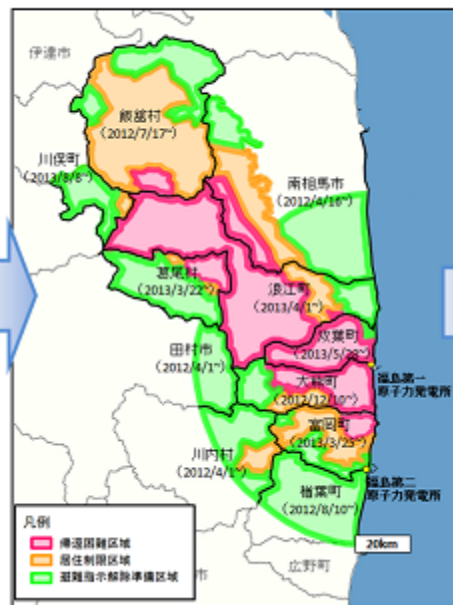 伊達市
飯舘村
(2012/7/17~)
川俣町
(2013/8/8~)
南相馬市
(2012/4/16~)
葛尾村
(2013/3/22~)
浪江町
(2013/4/1~)
田村市
(2012/4/1~)
双葉町
(2013/5/28~)
福島第一
原子力発電所
大熊町
(2012/12/10~)
富岡町
(2013/3/25~)
川内村
(2012/4/1~)
福島第二
原子力発電所
楢葉町
(2012/8/10~)
20km
広野町
市
凡例
帰還困難区域
居住制限区域
避難指示解除準備区域